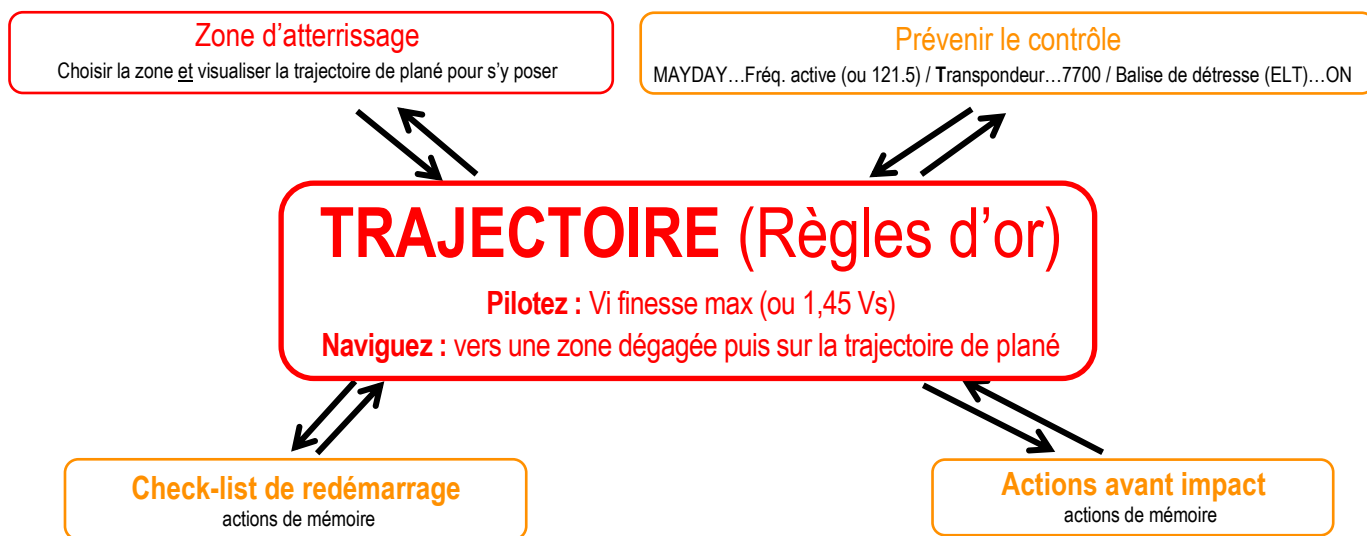 Zone d’atterrissage
Choisir la zone et visualiser la trajectoire de plané pour s’y poser
Prévenir le contrôle
MAYDAY…Fréq. active (ou 121.5) / Transpondeur…7700 / Balise de détresse (ELT)…ON
TRAJECTOIRE (Règles d’or)
Pilotez : Vi finesse max (ou 1,45 Vs)
Naviguez : vers une zone dégagée puis sur la trajectoire de plané
Check-list de redémarrage
actions de mémoire
Actions avant impact
actions de mémoire